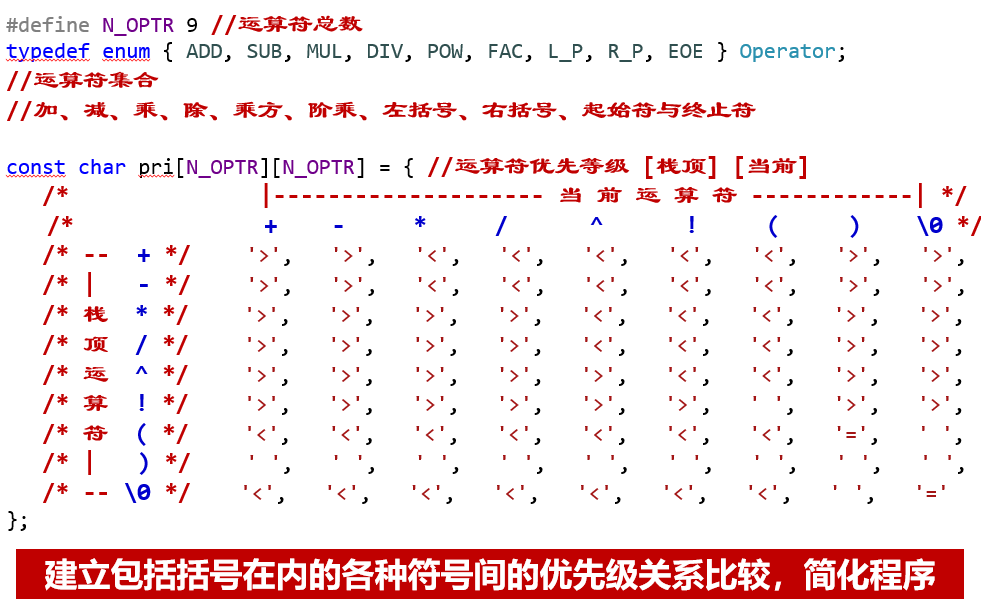 #define N_OPTR 9 //运算符总数
typedef enum { ADD, SUB, MUL, DIV, POW, FAC, L_P, R_P, EOE } Operator;
//运算符集合
//加、减、乘、除、乘方、阶乘、左括号、右括号、起始符与终止符
const char pri[N_OPTR][N_OPTR] = { //运算符优先等级 [栈顶] [当前]
/* |-------------------- 当 前 运 算 符 ------------| */
/* + - * / ^ ! ( ) \0 */
/* -- + */ '>', '>', '<', '<', '<', '<', '<', '>', '>',
/* | - */ '>', '>', '<', '<', '<', '<', '<', '>', '>',
/* 栈 * */ '>', '>', '>', '>', '<', '<', '<', '>', '>',
/* 顶 / */ '>', '>', '>', '>', '<', '<', '<', '>', '>',
/* 运 ^ */ '>', '>', '>', '>', '>', '<', '<', '>', '>',
/* 算 ! */ '>', '>', '>', '>', '>', '>', ' ', '>', '>',
/* 符 ( */ '<', '<', '<', '<', '<', '<', '<', '=', ' ',
/* | ) */ ' ', ' ', ' ', ' ', ' ', ' ', ' ', ' ', ' ',
/* -- \0 */ '<', '<', '<', '<', '<', '<', '<', ' ', '='
};
建立包括括号在内的各种符号间的优先级关系比较，简化程序